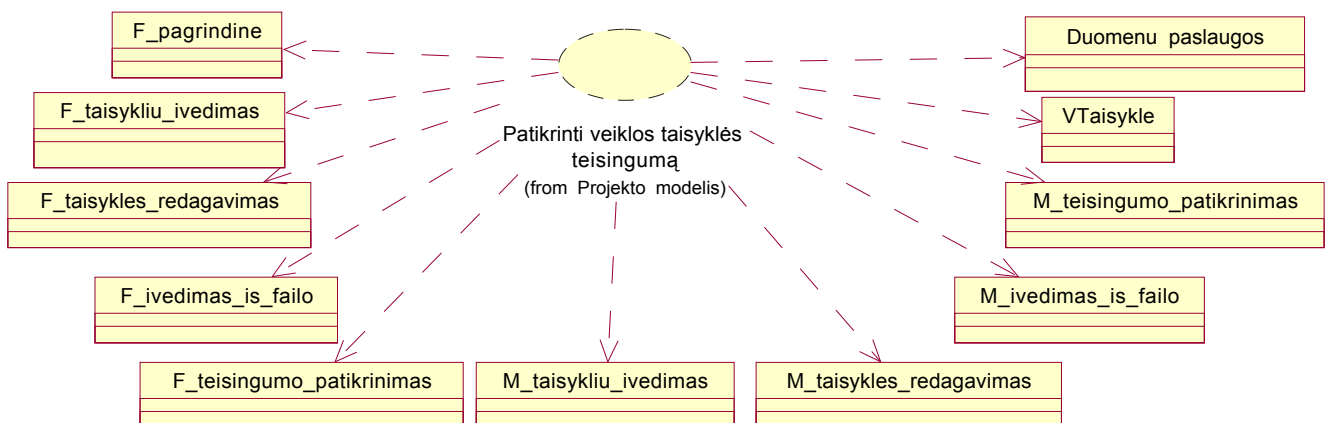 F_pagrindine
Duomenu paslaugos
F_taisykliu_ivedimas
VTaisykle
Patikrinti veiklos taisyklės
teisingumą
(from Projekto modelis)
F_taisykles_redagavimas
M_teisingumo_patikrinimas
F_ivedimas_is_failo
M_ivedimas_is_failo
F_teisingumo_patikrinimas
M_taisykliu_ivedimas
M_taisykles_redagavimas